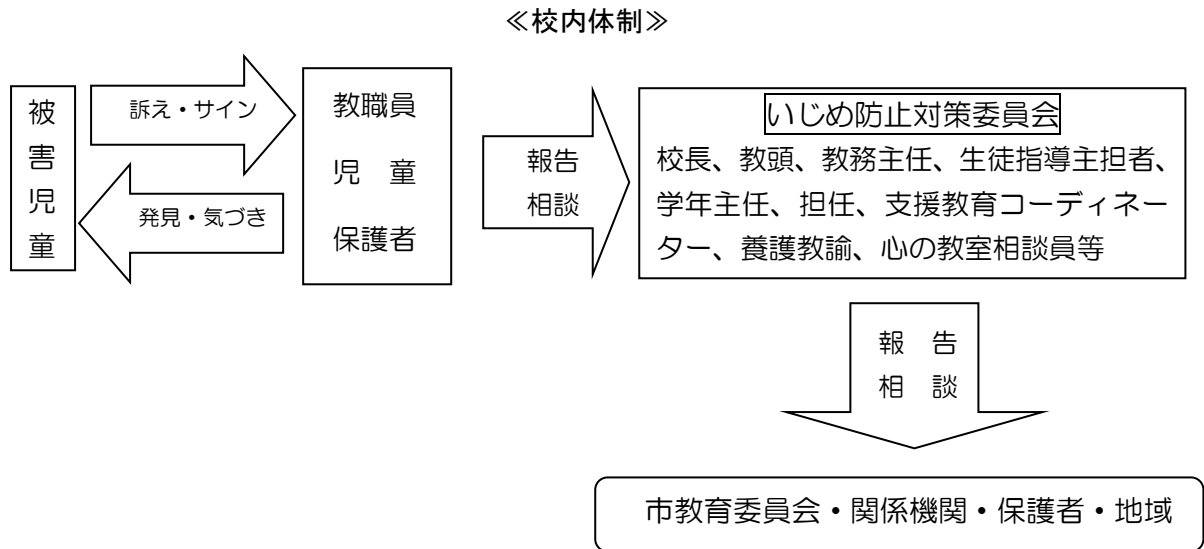 ≪校内体制≫
被害児童
訴え・サイン
発見・気づき
教職員
児　童
保護者
報告
相談
いじめ防止対策委員会
校長、教頭、教務主任、生徒指導主担者、
学年主任、担任、支援教育コーディネー
ター、養護教諭、心の教室相談員等
報　告
相　談
市教育委員会・関係機関・保護者・地域